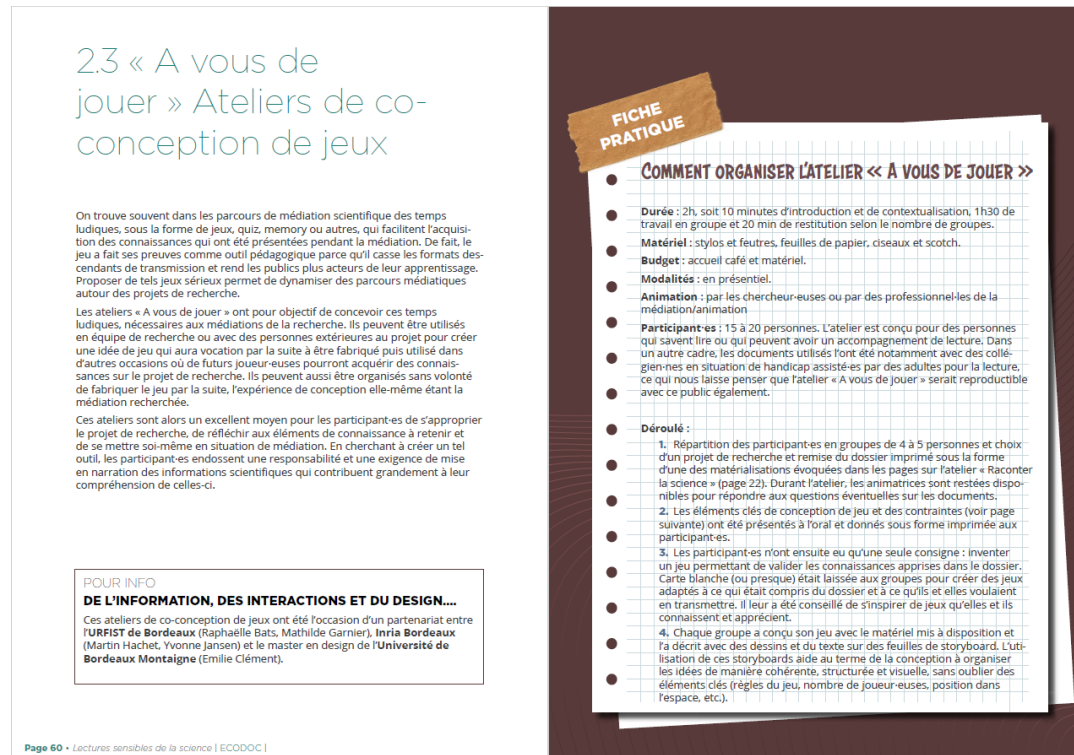 2.3 « A vous de
jouer » Ateliers de co-
conception de jeux
On trouve souvent dans les parcours de médiation scientifique des temps
ludiques, sous la forme de jeux, quiz, memory ou autres, qui facilitent l'acquisi-
tion des connaissances qui ont été présentées pendant la médiation. De fait, le
jeu a fait ses preuves comme outil pédagogique parce qu'il casse les formats des-
cendants de transmission et rend les publics plus acteurs de leur apprentissage.
Proposer de tels jeux sérieux permet de dynamiser des parcours médiatiques
autour des projets de recherche.
Les ateliers « A vous de jouer » ont pour objectif de concevoir ces temps
ludiques, nécessaires aux médiations de la recherche. Ils peuvent être utilisés
en équipe de recherche ou avec des personnes extérieures au projet pour créer
une idée de jeu qui aura vocation par la suite à être fabriqué puis utilisé dans
d'autres occasions où de futurs joueur·euses pourront acquérir des connais-
sances sur le projet de recherche. Ils peuvent aussi être organisés sans volonté
de fabriquer le jeu par la suite, l'expérience de conception elle-même étant la
médiation recherchée.
Ces ateliers sont alors un excellent moyen pour les participant·es de s'approprier
le projet de recherche, de réfléchir aux éléments de connaissance à retenir et
de se mettre soi-même en situation de médiation. En cherchant à créer un tel
outil, les participant·es endossent une responsabilité et une exigence de mise
en narration des informations scientifiques qui contribuent grandement à leur
compréhension de celles-ci.
POUR INFO
DE L'INFORMATION, DES INTERACTIONS ET DU DESIGN....
Ces ateliers de co-conception de jeux ont été l'occasion d'un partenariat entre
l'URFIST de Bordeaux (Raphaëlle Bats, Mathilde Garnier), Inria Bordeaux
(Martin Hachet, Yvonne Jansen) et le master en design de l'Université de
Bordeaux Montaigne (Emilie Clément).
Page 60 • Lectures sensibles de la science | ECODOC |
FICHE
PRATIQUE
COMMENT ORGANISER L'ATELIER « A VOUS DE JOUER »
Durée : 2h, soit 10 minutes d'introduction et de contextualisation, 1h30 de
travail en groupe et 20 min de restitution selon le nombre de groupes.
Matériel : stylos et feutres, feuilles de papier, ciseaux et scotch.
Budget : accueil café et matériel.
Modalités : en présentiel.
Animation : par les chercheur·euses ou par des professionnel·les de la
médiation/animation
Participant·es : 15 à 20 personnes. L'atelier est conçu pour des personnes
qui savent lire ou qui peuvent avoir un accompagnement de lecture. Dans
un autre cadre, les documents utilisés l'ont été notamment avec des collé-
gien·nes en situation de handicap assisté·es par des adultes pour la lecture,
ce qui nous laisse penser que l'atelier « A vous de jouer » serait reproductible
avec ce public également.
Déroulé :
1. Répartition des participant·es en groupes de 4 à 5 personnes et choix
d'un projet de recherche et remise du dossier imprimé sous la forme
d'une des matérialisations évoquées dans les pages sur l'atelier « Raconter
la science » (page 22). Durant l'atelier, les animatrices sont restées dispo-
nibles pour répondre aux questions éventuelles sur les documents.
2. Les éléments clés de conception de jeu et des contraintes (voir page
suivante) ont été présentés à l'oral et donnés sous forme imprimée aux
participant·es.
3. Les participant·es n'ont ensuite eu qu'une seule consigne : inventer
un jeu permettant de valider les connaissances apprises dans le dossier.
Carte blanche (ou presque) était laissée aux groupes pour créer des jeux
adaptés à ce qui était compris du dossier et à ce qu'ils et elles voulaient
en transmettre. Il leur a été conseillé de s'inspirer de jeux qu'elles et ils
connaissent et apprécient.
4. Chaque groupe a conçu son jeu avec le matériel mis à disposition et
l'a décrit avec des dessins et du texte sur des feuilles de storyboard. L'uti-
lisation de ces storyboards aide au terme de la conception à organiser
les idées de manière cohérente, structurée et visuelle, sans oublier des
éléments clés (règles du jeu, nombre de joueur·euses, position dans
l'espace, etc.).